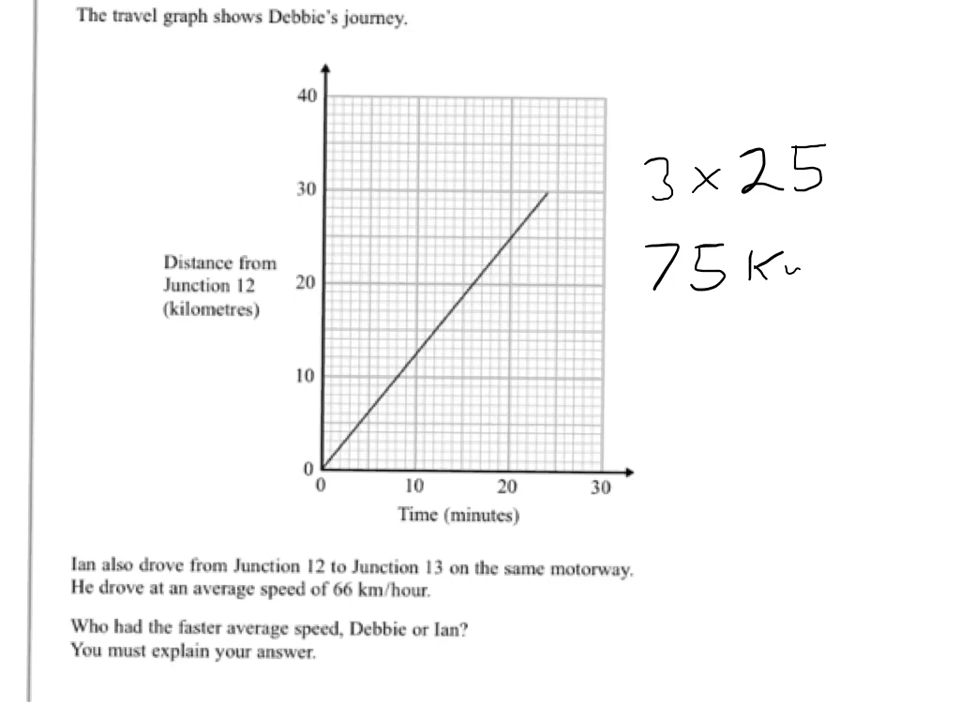 The travel graph shows Debbie's journey.
40
30
20
10
0
Distance from
Junction 12
(kilometres)
0 10 20 30
Time (minutes)
3 × 25
75
Ian also drove from Junction 12 to Junction 13 on the same motorway.
He drove at an average speed of 66 km/hour.
Who had the faster average speed, Debbie or Ian?
You must explain your answer.